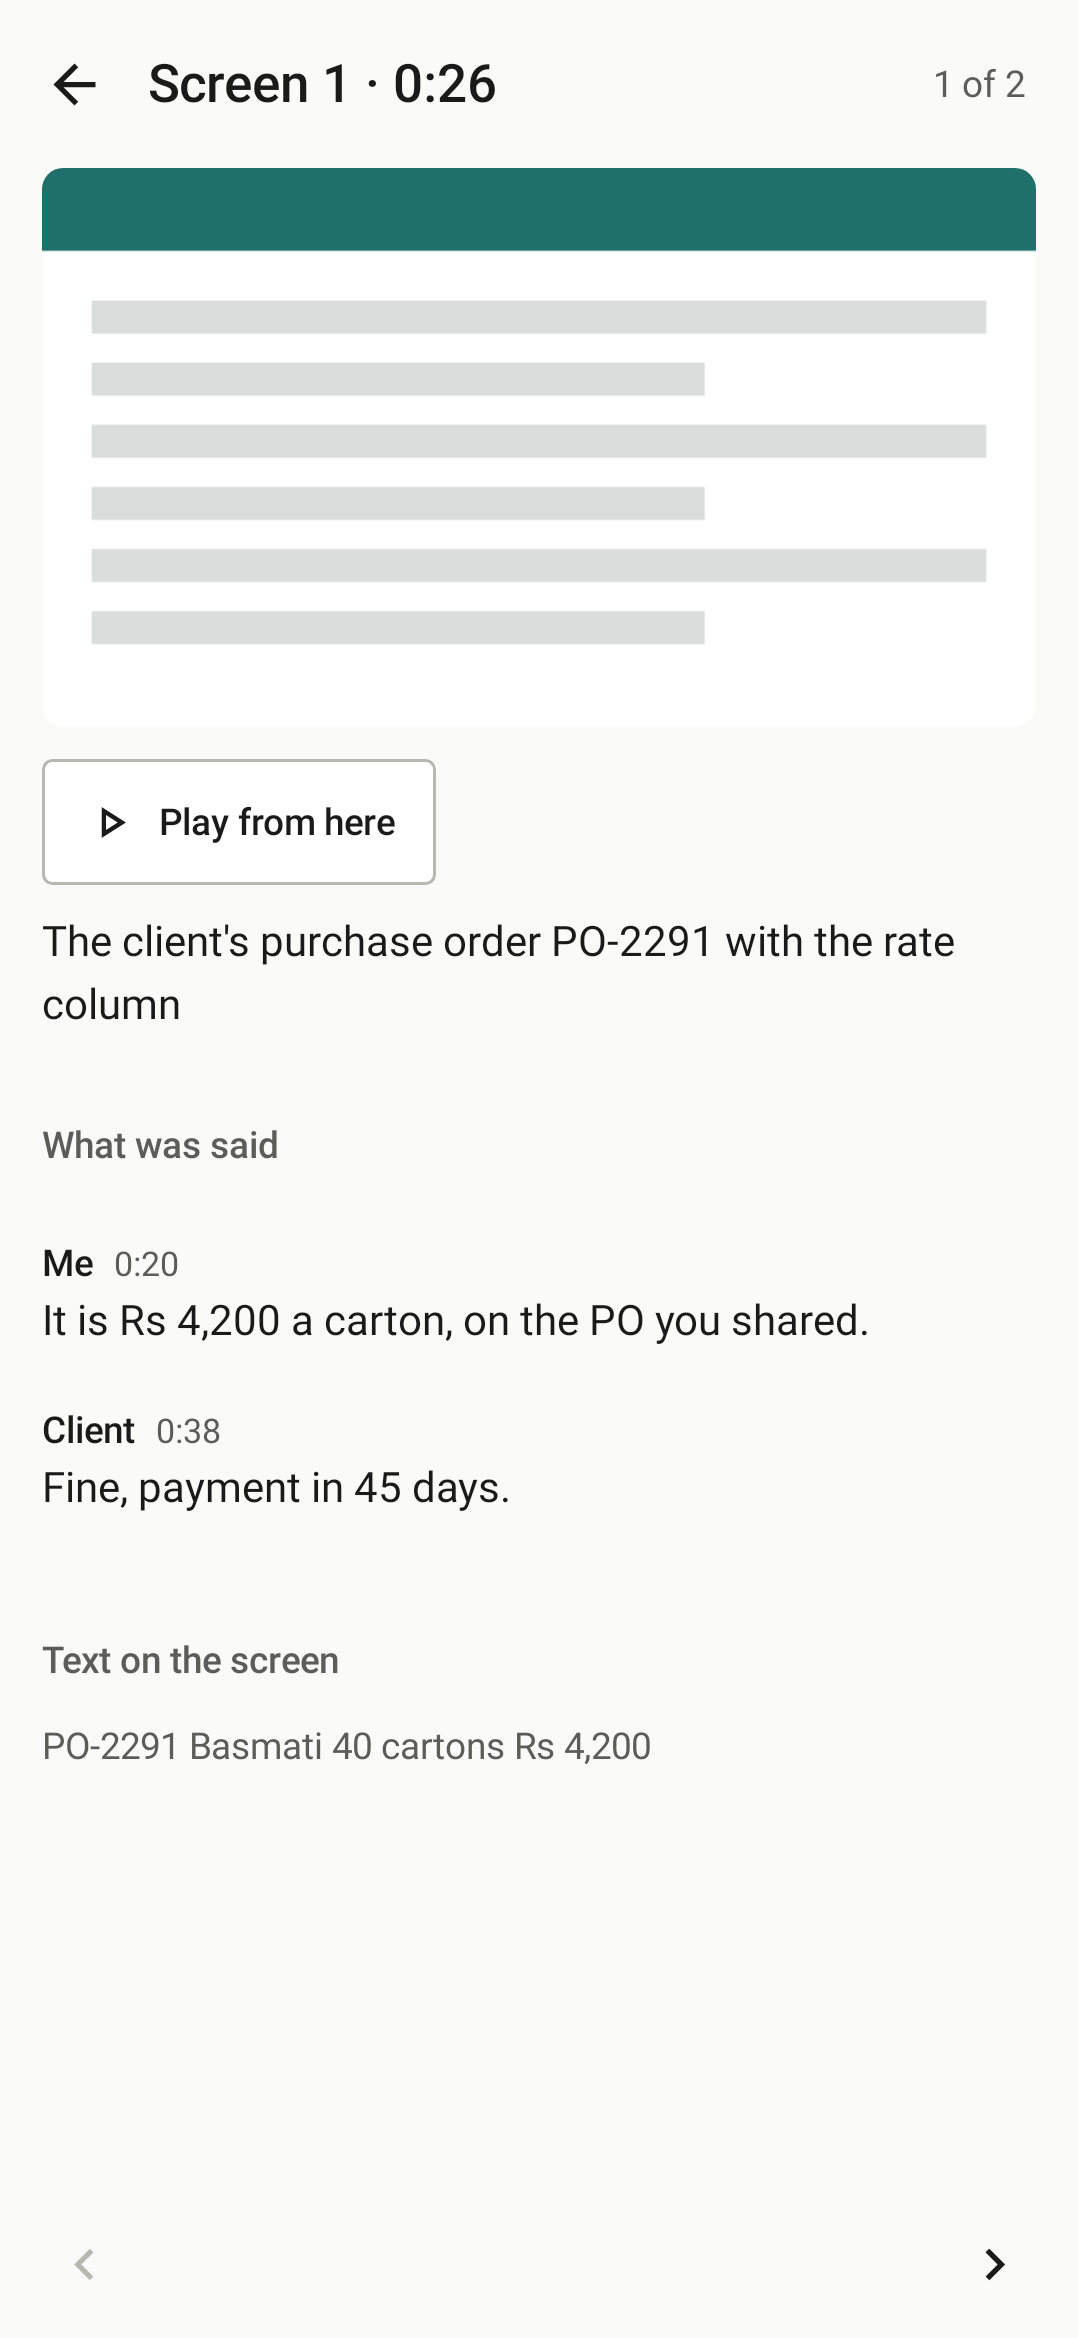 Screen 1 · 0:26
1 of 2
Play from here
The client's purchase order PO-2291 with the rate
column
What was said
Me 0:20
It is Rs 4,200 a carton, on the PO you shared.
Client 0:38
Fine, payment in 45 days.
Text on the screen
PO-2291 Basmati 40 cartons Rs 4,200